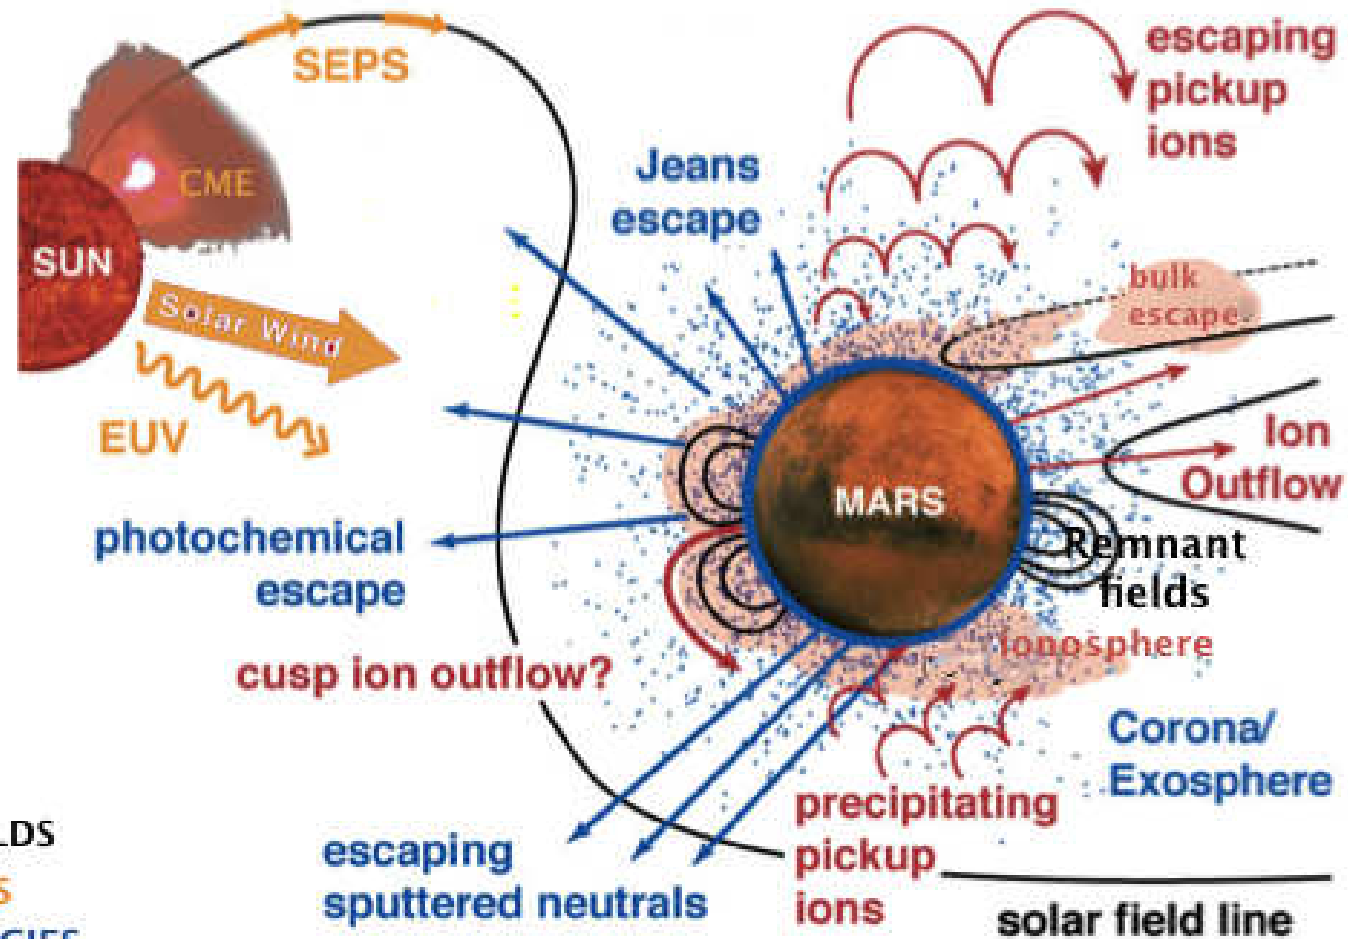 SEPS
escaping
pickup
ions
Jeans
escape
CME
SUN
Solar Wind
EUV
bulk
escape
Ion
Outflow
MARS
photochemical
escape
Remnant
fields
ionosphere
cusp ion outflow?
Corona/
Exosphere
precipitating
pickup
ions
escaping
sputtered neutrals
solar field line
LDS
S